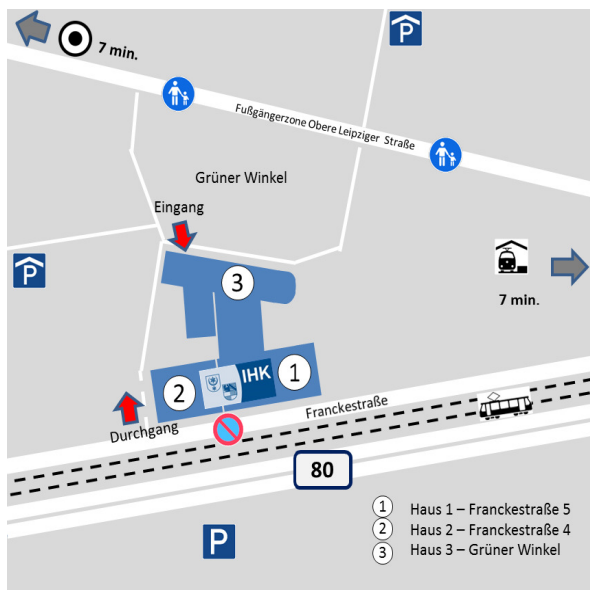 7 min.
P
Fußgängerzone Obere Leipziger Straße
Grüner Winkel
Eingang
P
3
7 min.
IHK
1
2
Franckestraße
Durchgang
80
P
1 Haus 1 – Franckestraße 5
2 Haus 2 – Franckestraße 4
3 Haus 3 – Grüner Winkel